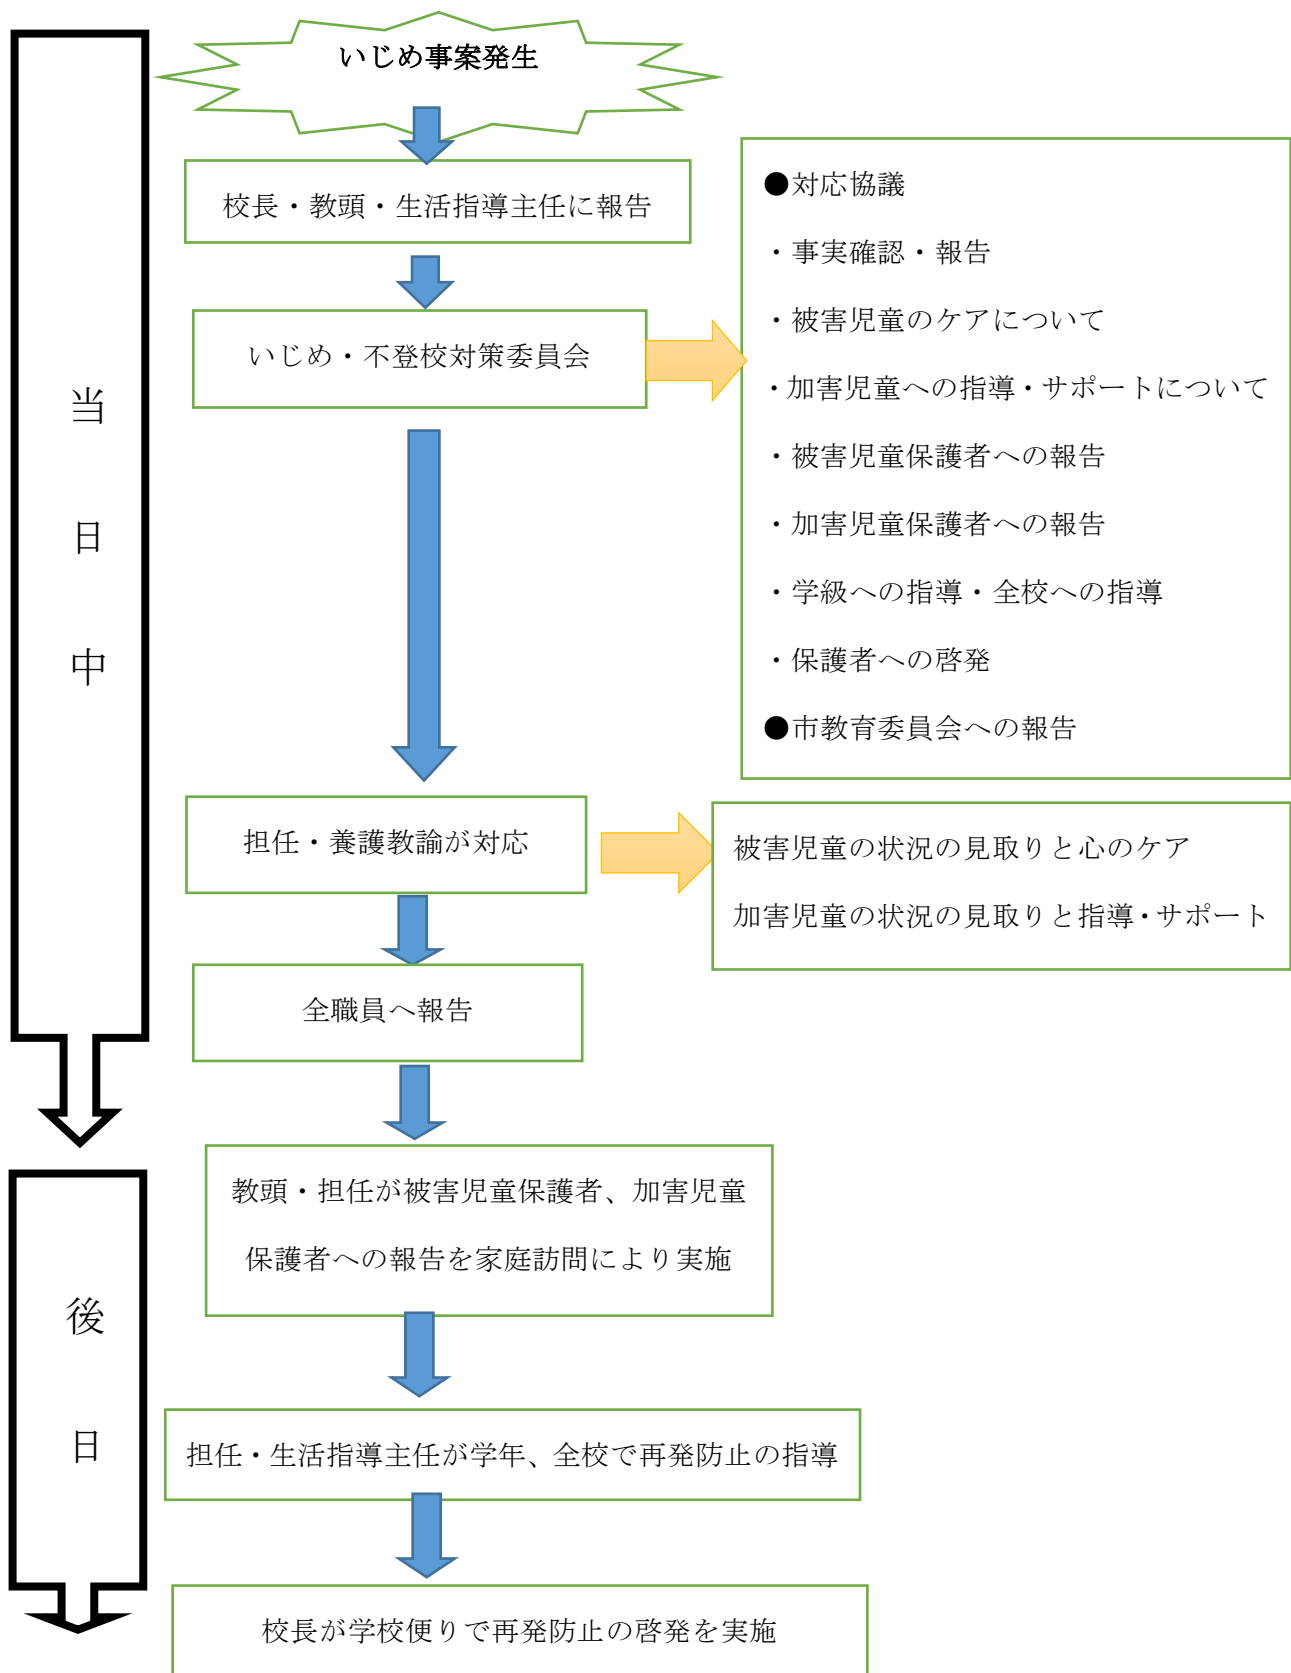 いじめ事案発生
校長・教頭・生活指導主任に報告
いじめ・不登校対策委員会
●対応協議
・事実確認・報告
・被害児童のケアについて
・加害児童への指導・サポートについて
・被害児童保護者への報告
・加害児童保護者への報告
・学級への指導・全校への指導
・保護者への啓発
●市教育委員会への報告
当日中
担任・養護教諭が対応
被害児童の状況の見取りと心のケア
加害児童の状況の見取りと指導・サポート
全職員へ報告
後日
教頭・担任が被害児童保護者、加害児童
保護者への報告を家庭訪問により実施
担任・生活指導主任が学年、全校で再発防止の指導
校長が学校便りで再発防止の啓発を実施